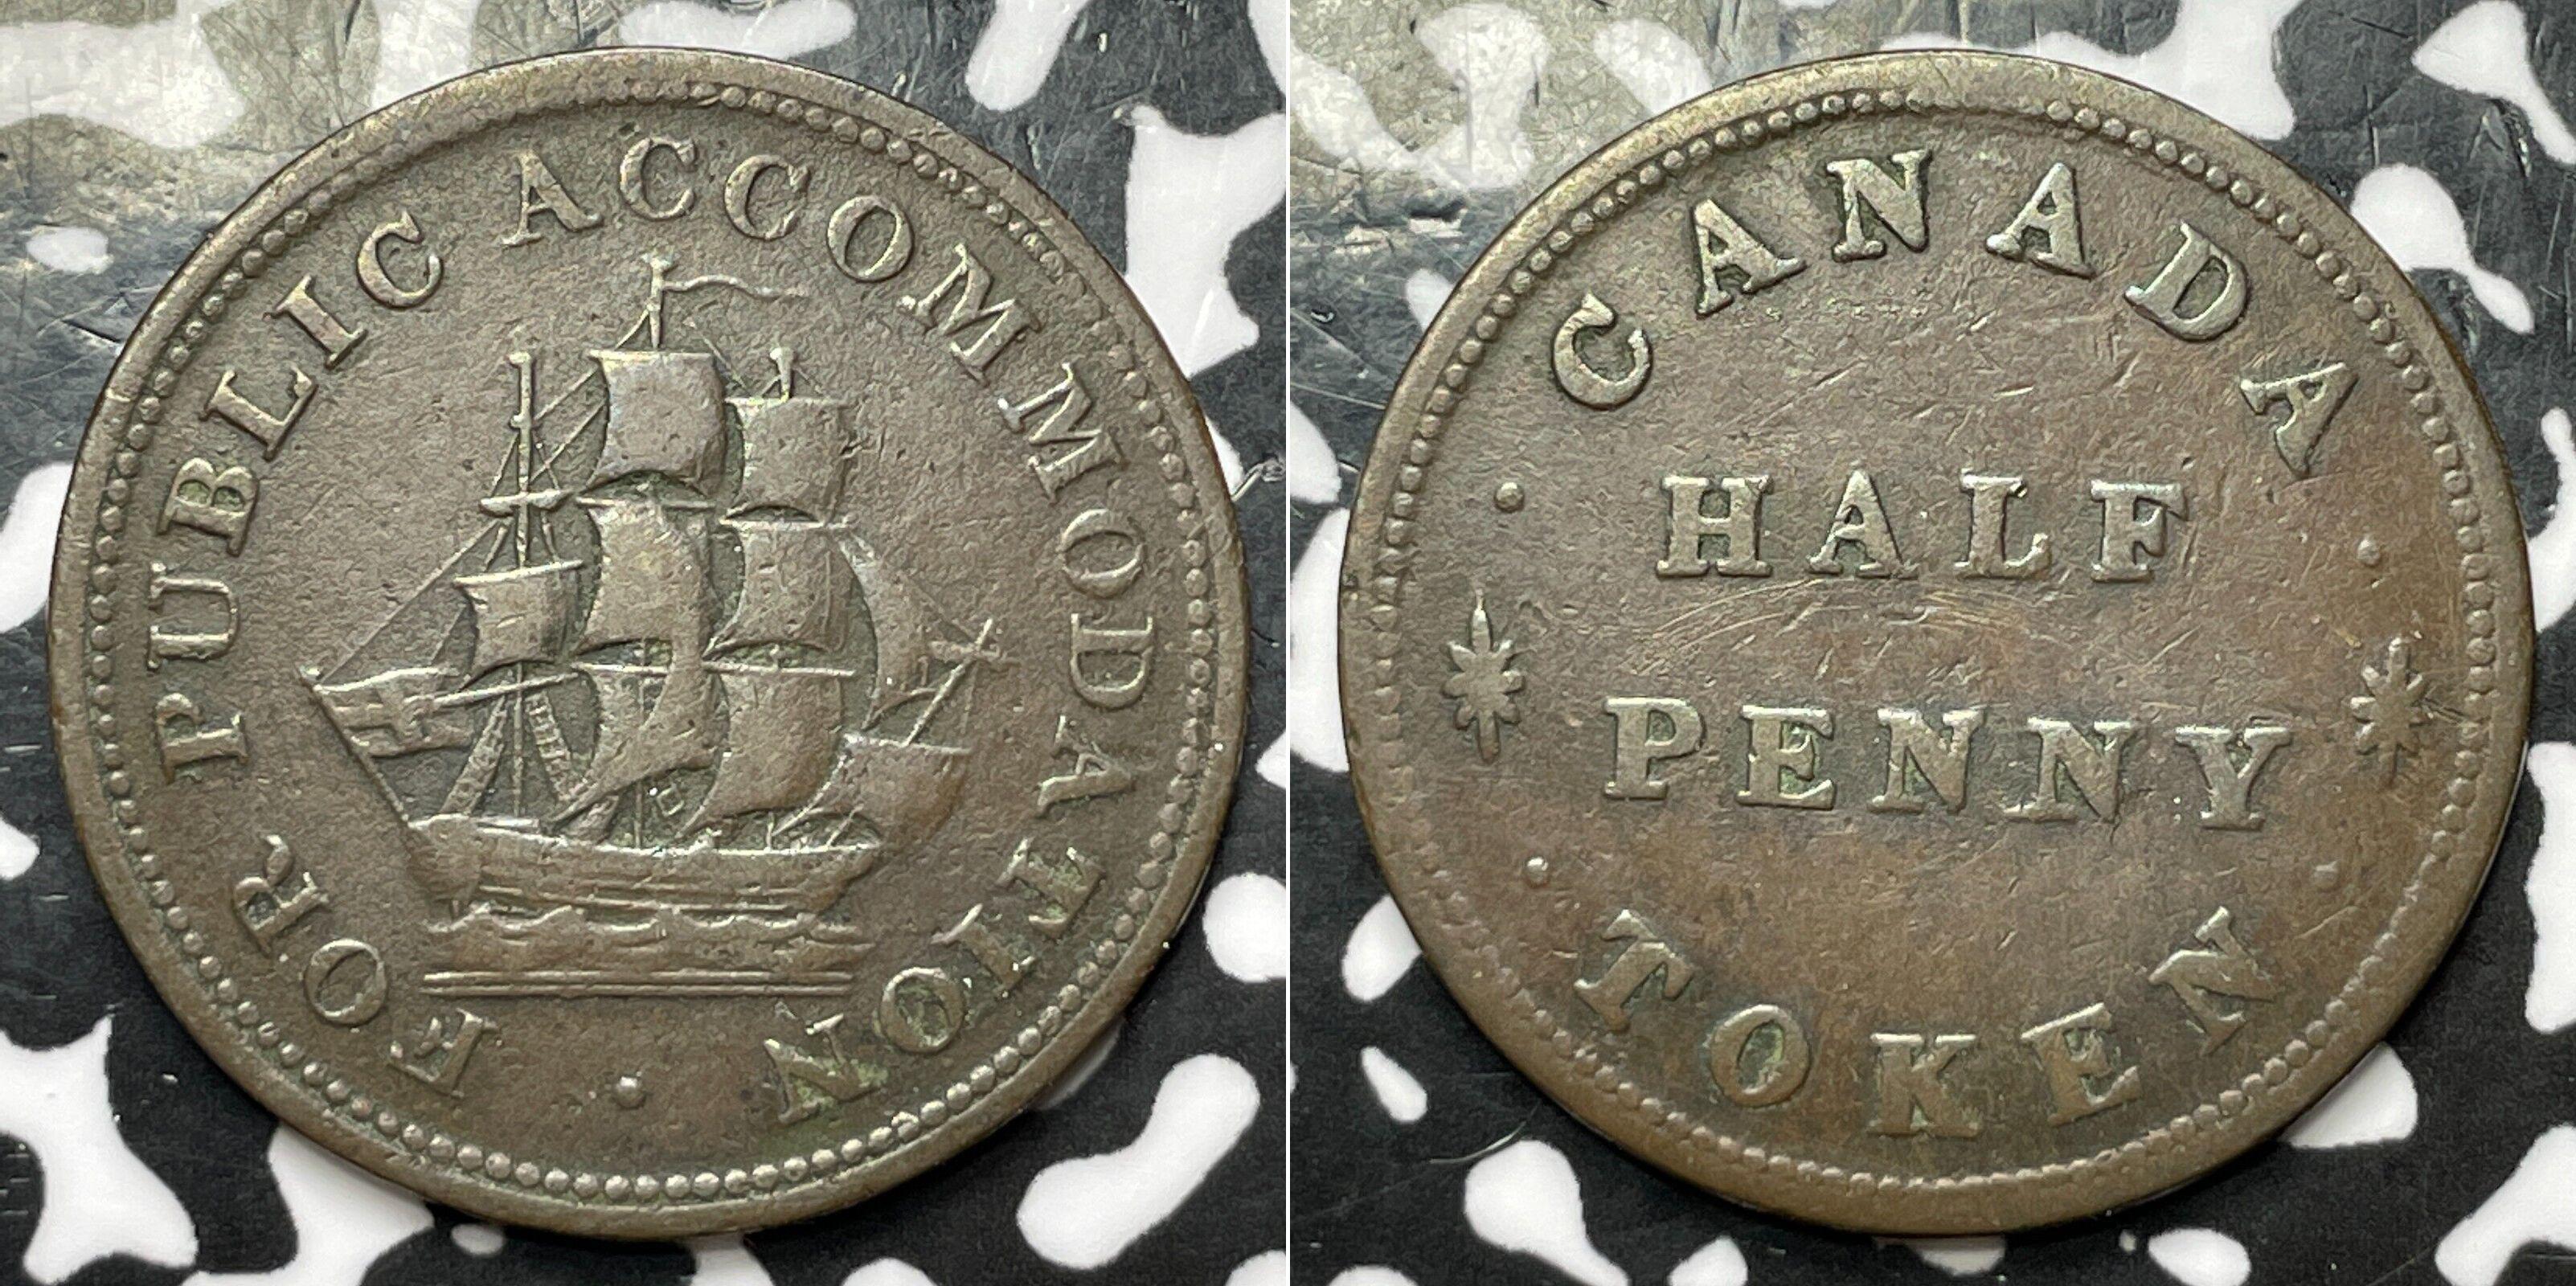 FOR PUBLIC ACCOMMODATION
CANADA
HALF
PENNY
TOKEN